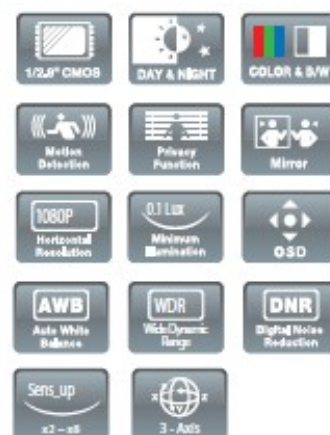 1/2.8" CMOS
DAY & NIGHT
COLOR & B/W
Motion
Detection
Privacy
Function
Mirror
1080P
Horizontal
Resolution
0.1 Lux
Minimum
Illumination
OSD
AWB
Auto White
Balance
WDR
Wide Dynamic
Range
DNR
Digital Noise
Reduction
Sens_up
x2 – x8
x
Y
z
3 - Axis